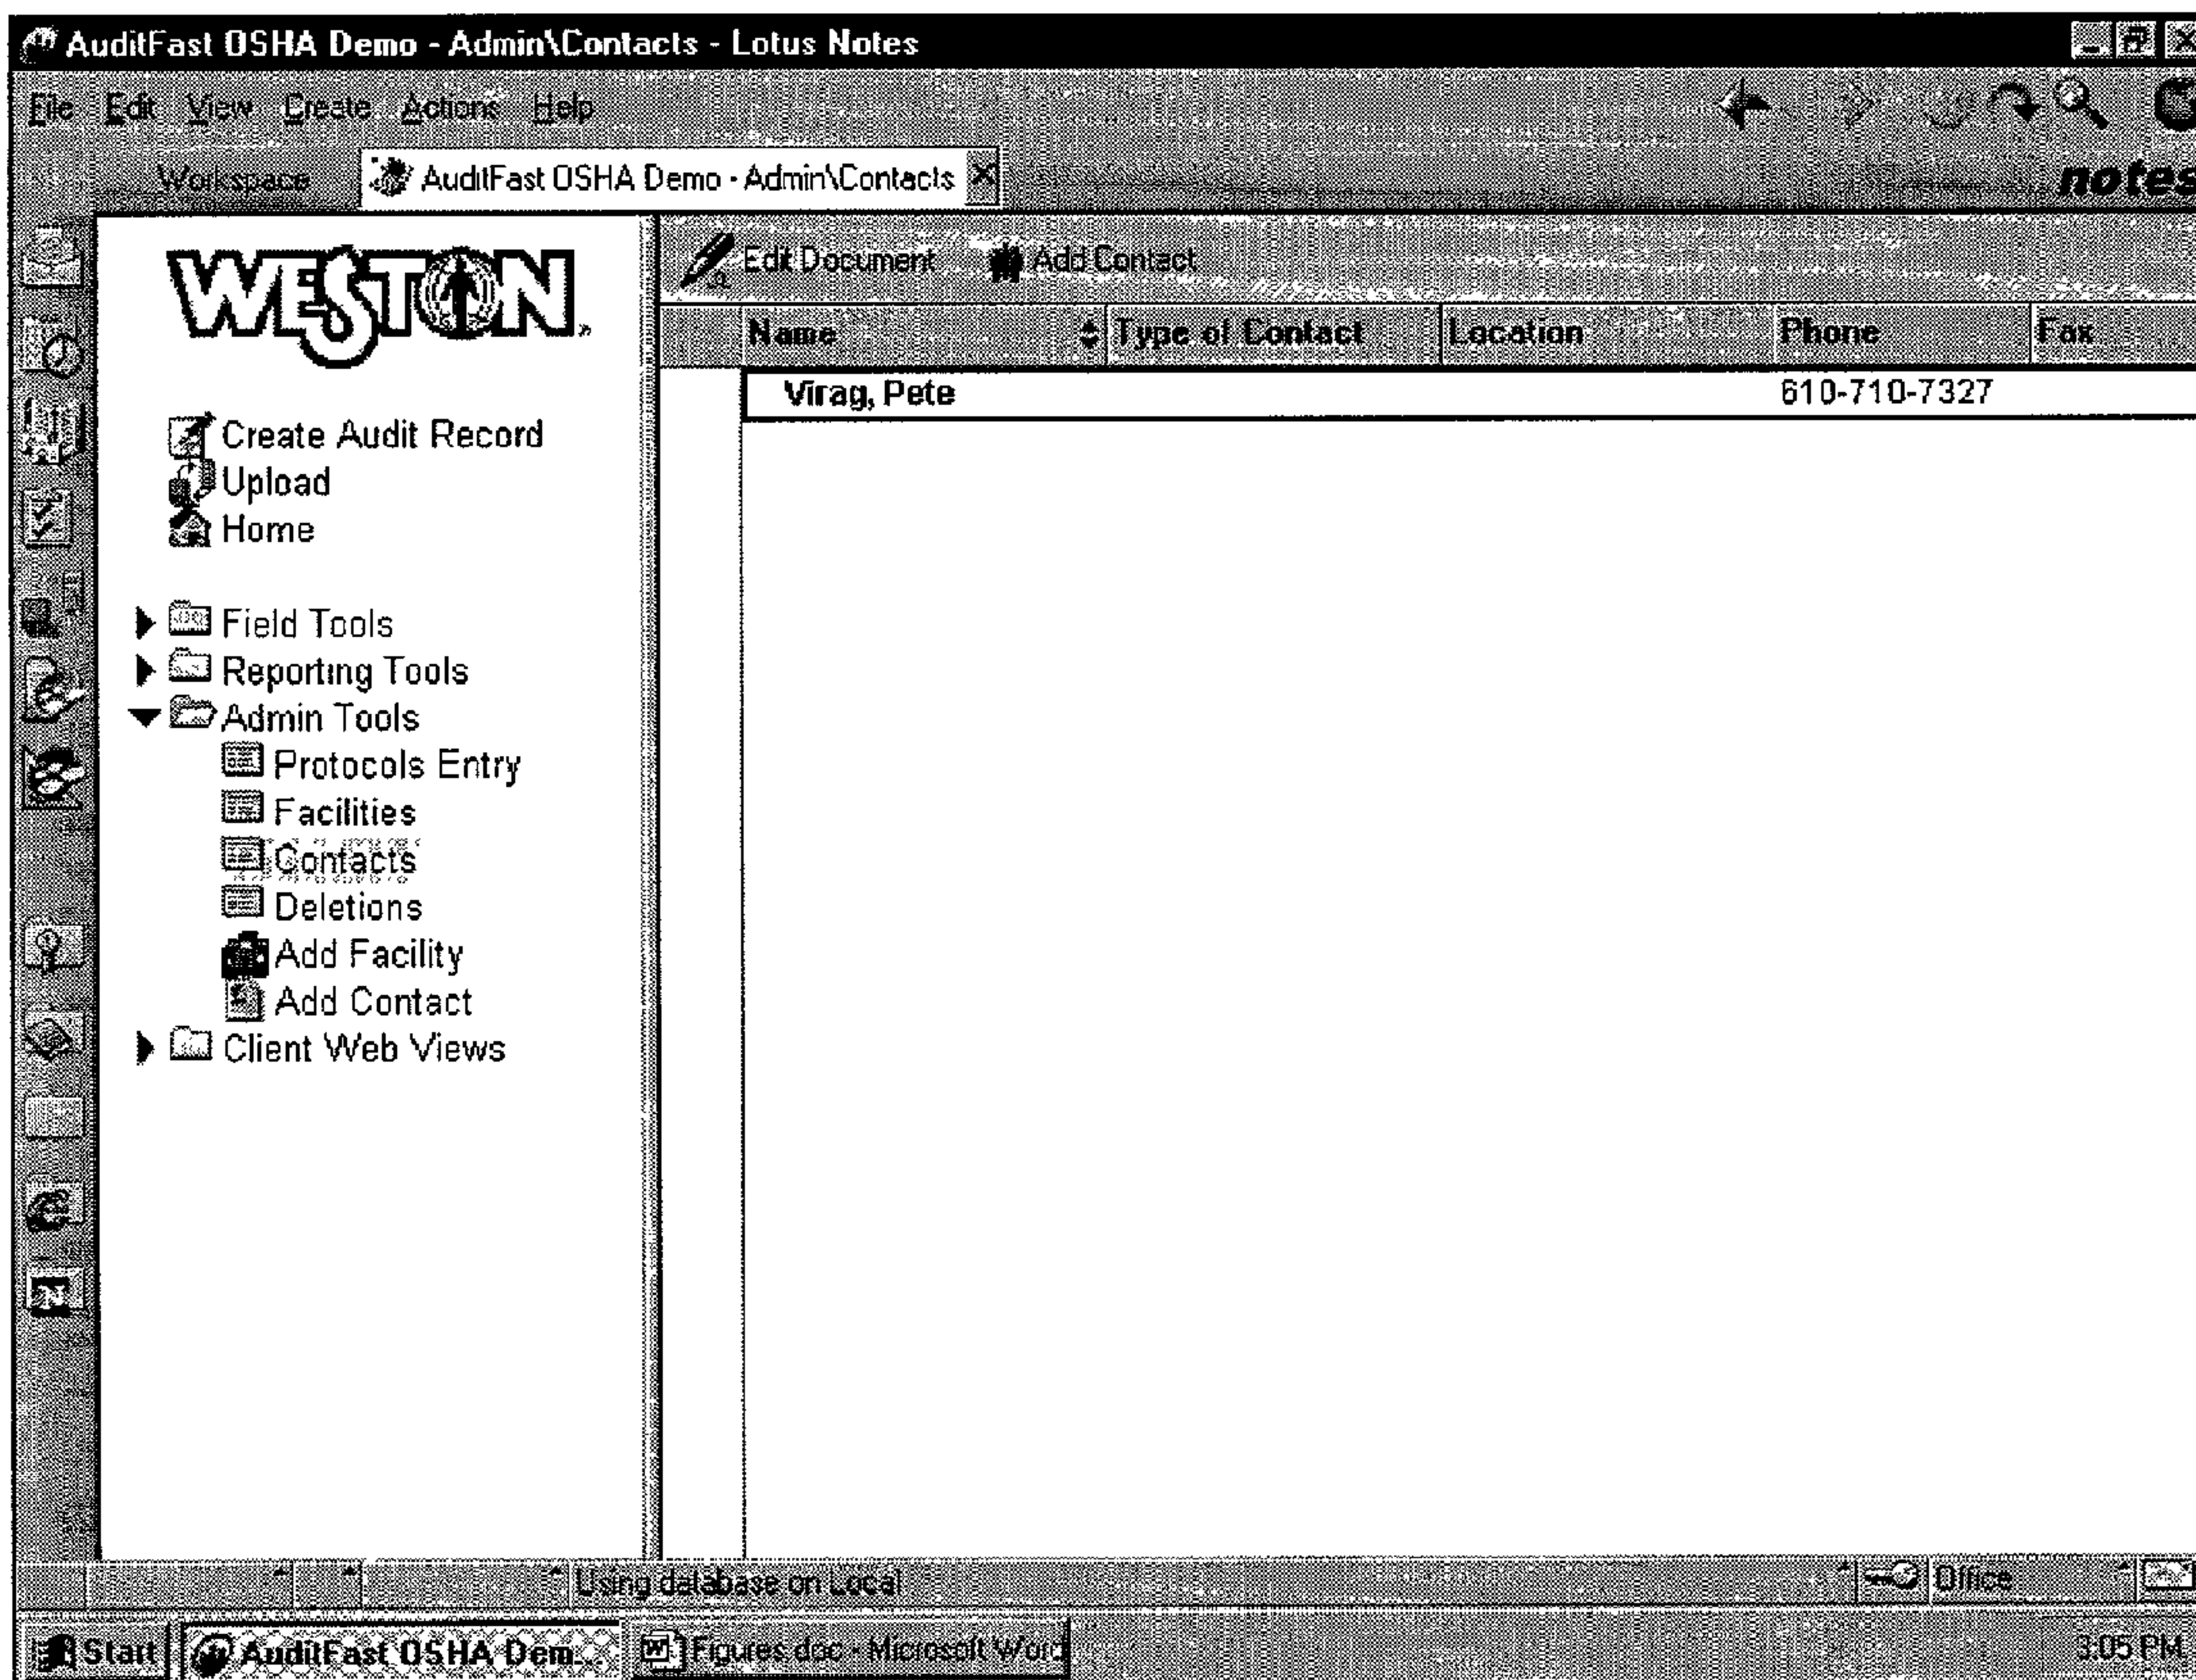 AuditFast OSHA Demo - Admin\Contacts - Lotus Notes
File Edit View Create Actions Help
Workspace AuditFast OSHA Demo - Admin\Contacts
notes
WESTON
Edit Document Add Contact
Name Type of Contact Location Phone Fax
Virag, Pete 610-710-7327
Create Audit Record
Upload
Home
Field Tools
Reporting Tools
Admin Tools
Protocols Entry
Facilities
Contacts
Deletions
Add Facility
Add Contact
Client Web Views
Using database on Local Office
Start AuditFast OSHA Dem... Figures.doc - Microsoft Word 3:05 PM